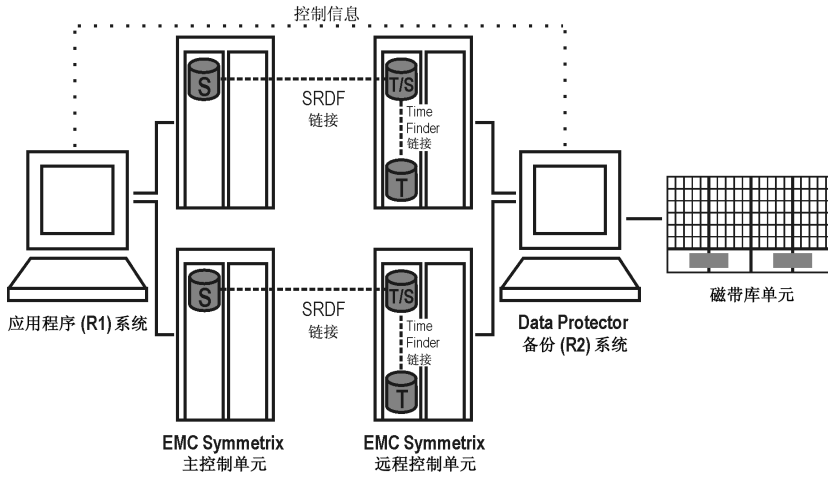 控制信息
S
T/S
SRDF
链接
Time
Finder
链接
T
S
T/S
SRDF
链接
Time
Finder
链接
T
应用程序 (R1) 系统
Data Protector
备份 (R2) 系统
磁带库单元
EMC Symmetrix
主控制单元
EMC Symmetrix
远程控制单元